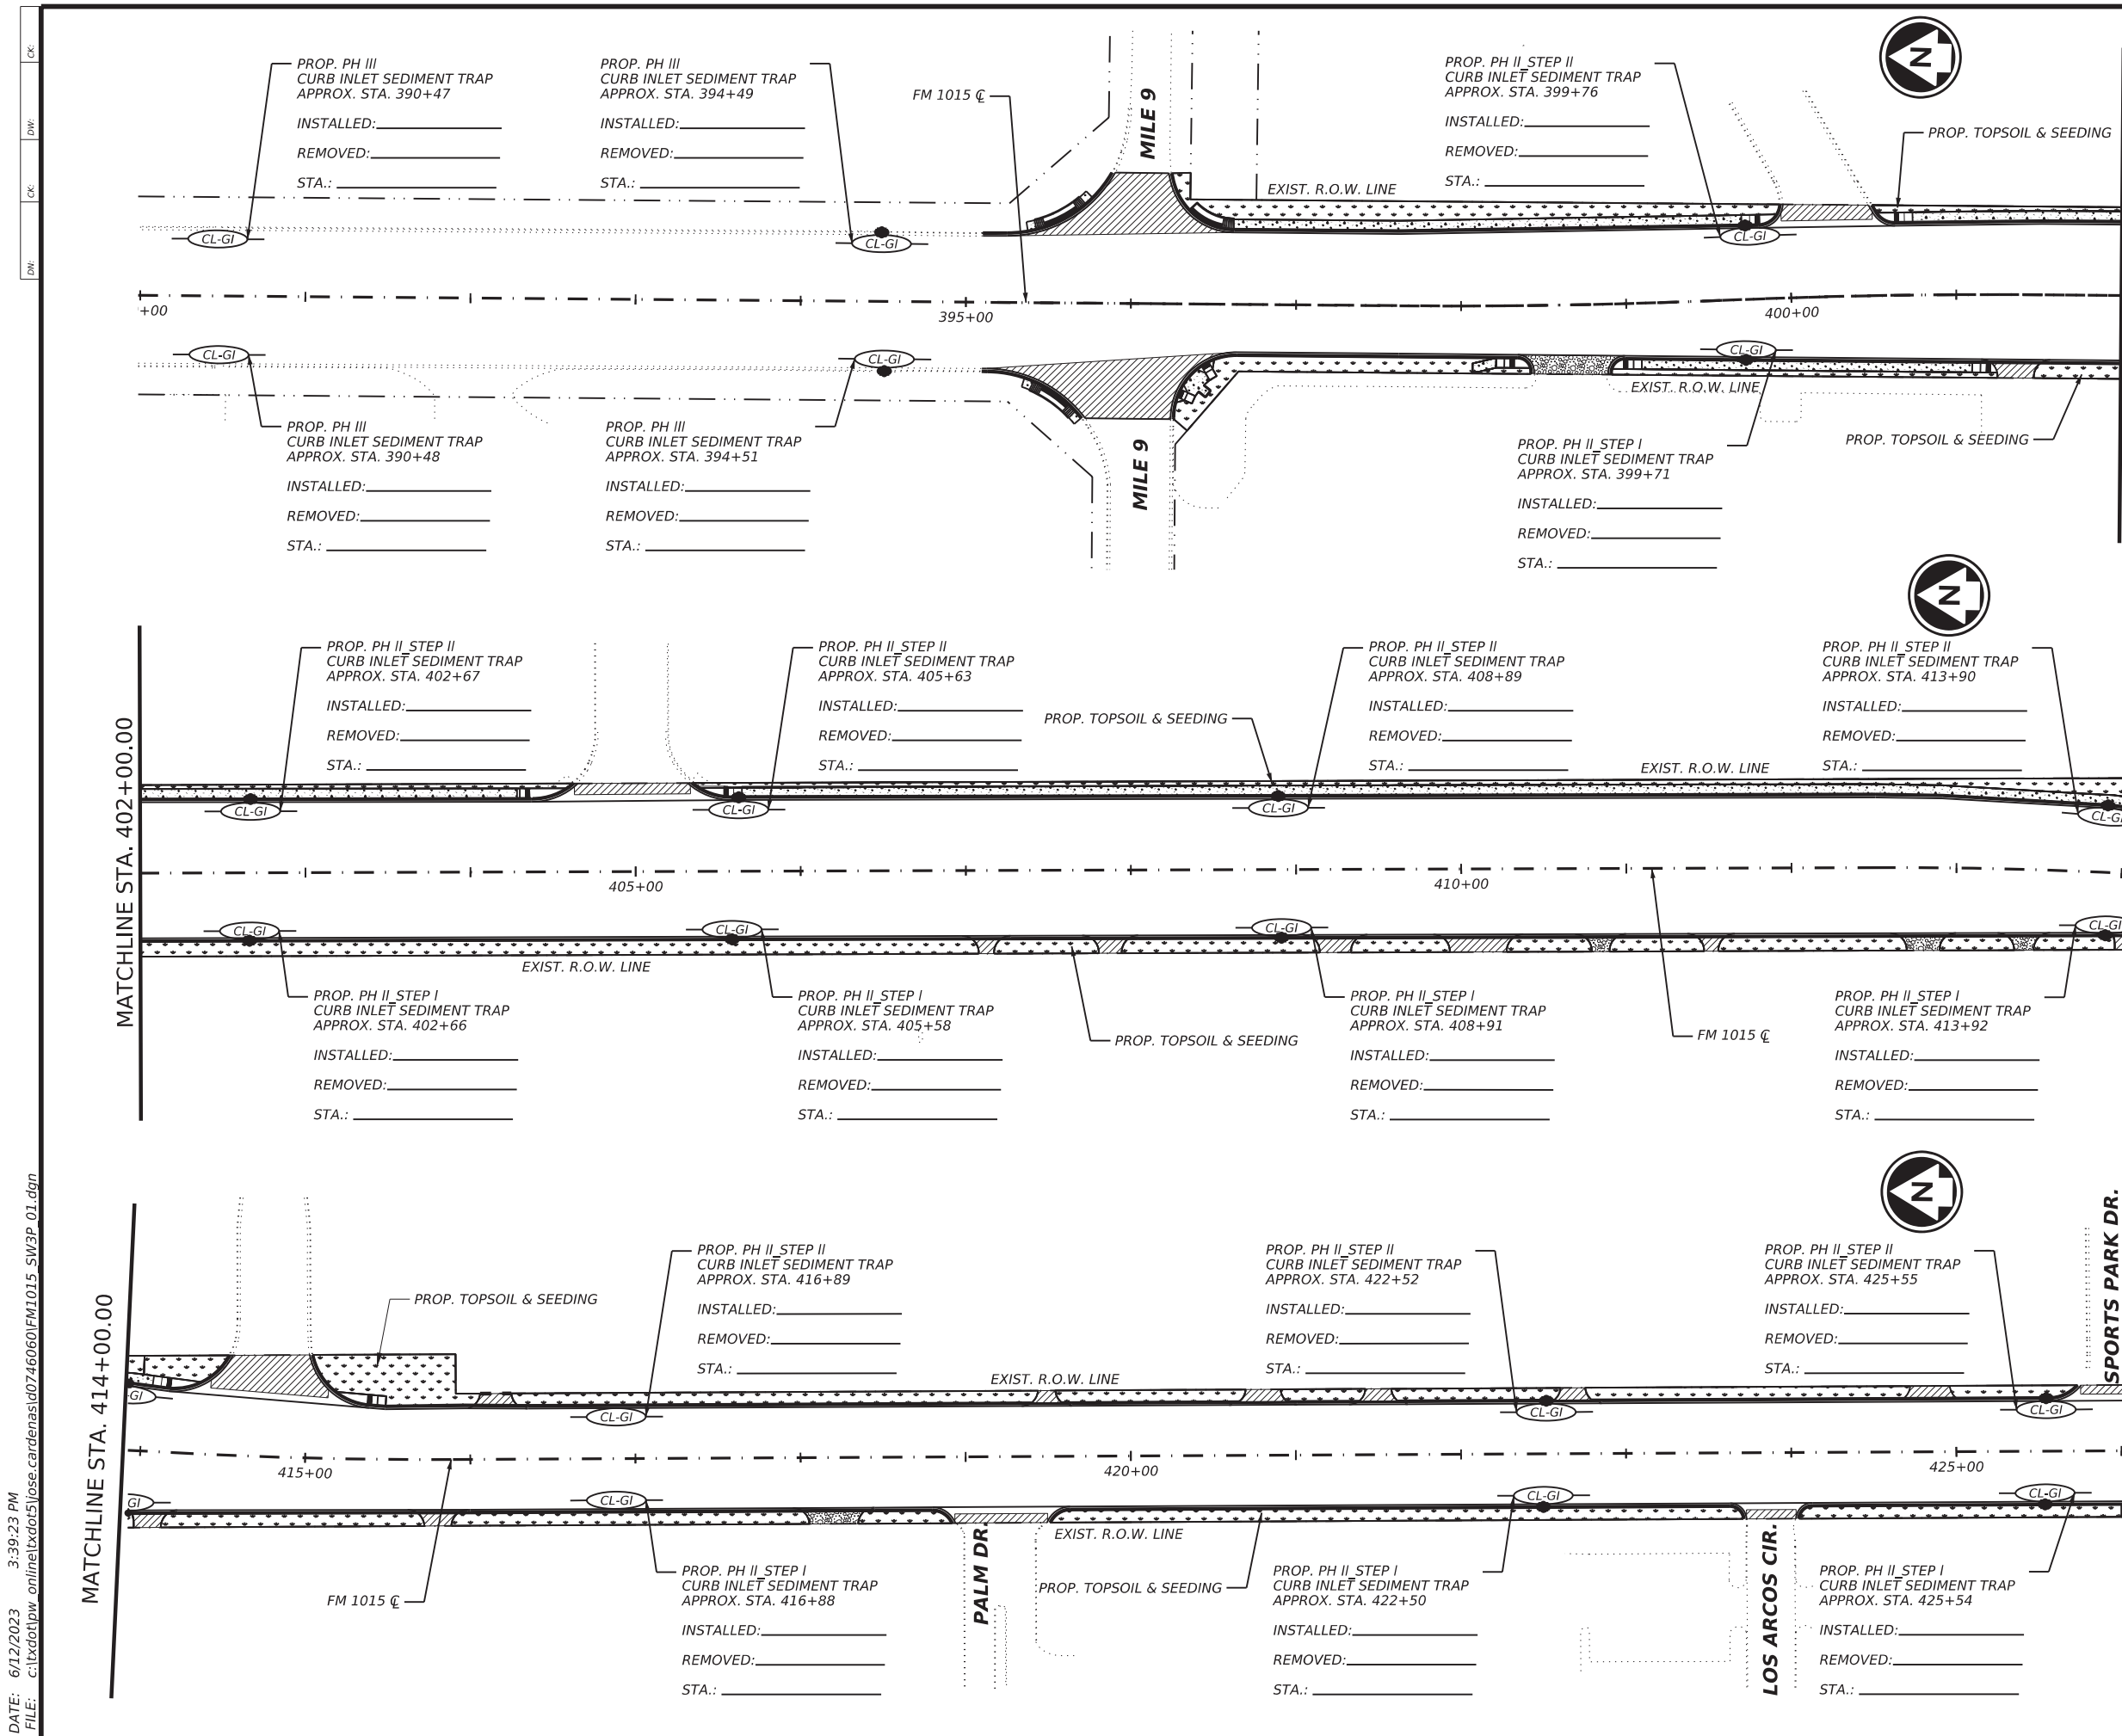 CK:
DW:
CK:
DN:
PROP. PH III
CURB INLET SEDIMENT TRAP
APPROX. STA. 390+47
INSTALLED:
REMOVED:
STA.:
PROP. PH III
CURB INLET SEDIMENT TRAP
APPROX. STA. 394+49
INSTALLED:
REMOVED:
STA.:
FM 1015 ℄
MILE 9
PROP. PH II_STEP II
CURB INLET SEDIMENT TRAP
APPROX. STA. 399+76
INSTALLED:
REMOVED:
STA.:
N
PROP. TOPSOIL & SEEDING
EXIST. R.O.W. LINE
CL-GI
CL-GI
CL-GI
+00
395+00
400+00
CL-GI
CL-GI
CL-GI
EXIST. R.O.W. LINE
PROP. PH III
CURB INLET SEDIMENT TRAP
APPROX. STA. 390+48
INSTALLED:
REMOVED:
STA.:
PROP. PH III
CURB INLET SEDIMENT TRAP
APPROX. STA. 394+51
INSTALLED:
REMOVED:
STA.:
MILE 9
PROP. PH II_STEP I
CURB INLET SEDIMENT TRAP
APPROX. STA. 399+71
INSTALLED:
REMOVED:
STA.:
PROP. TOPSOIL & SEEDING
N
MATCHLINE STA. 402+00.00
PROP. PH II_STEP II
CURB INLET SEDIMENT TRAP
APPROX. STA. 402+67
INSTALLED:
REMOVED:
STA.:
PROP. PH II_STEP II
CURB INLET SEDIMENT TRAP
APPROX. STA. 405+63
INSTALLED:
REMOVED:
STA.:
PROP. TOPSOIL & SEEDING
PROP. PH II_STEP II
CURB INLET SEDIMENT TRAP
APPROX. STA. 408+89
INSTALLED:
REMOVED:
STA.:
PROP. PH II_STEP II
CURB INLET SEDIMENT TRAP
APPROX. STA. 413+90
INSTALLED:
REMOVED:
STA.:
EXIST. R.O.W. LINE
CL-GI
CL-GI
CL-GI
CL-G
405+00
410+00
CL-GI
CL-GI
CL-GI
CL-GI
EXIST. R.O.W. LINE
PROP. PH II_STEP I
CURB INLET SEDIMENT TRAP
APPROX. STA. 402+66
INSTALLED:
REMOVED:
STA.:
PROP. PH II_STEP I
CURB INLET SEDIMENT TRAP
APPROX. STA. 405+58
INSTALLED:
REMOVED:
STA.:
PROP. TOPSOIL & SEEDING
PROP. PH II_STEP I
CURB INLET SEDIMENT TRAP
APPROX. STA. 408+91
INSTALLED:
REMOVED:
STA.:
FM 1015 ℄
PROP. PH II_STEP I
CURB INLET SEDIMENT TRAP
APPROX. STA. 413+92
INSTALLED:
REMOVED:
STA.:
N
MATCHLINE STA. 414+00.00
PROP. TOPSOIL & SEEDING
PROP. PH II_STEP II
CURB INLET SEDIMENT TRAP
APPROX. STA. 416+89
INSTALLED:
REMOVED:
STA.:
PROP. PH II_STEP II
CURB INLET SEDIMENT TRAP
APPROX. STA. 422+52
INSTALLED:
REMOVED:
STA.:
PROP. PH II_STEP II
CURB INLET SEDIMENT TRAP
APPROX. STA. 425+55
INSTALLED:
REMOVED:
STA.:
SPORTS PARK DR.
EXIST. R.O.W. LINE
-GI
CL-GI
CL-GI
CL-GI
415+00
420+00
425+00
GI
CL-GI
CL-GI
CL-GI
EXIST. R.O.W. LINE
FM 1015 ℄
PROP. PH II_STEP I
CURB INLET SEDIMENT TRAP
APPROX. STA. 416+88
INSTALLED:
REMOVED:
STA.:
PALM DR.
PROP. TOPSOIL & SEEDING
PROP. PH II_STEP I
CURB INLET SEDIMENT TRAP
APPROX. STA. 422+50
INSTALLED:
REMOVED:
STA.:
LOS ARCOS CIR.
PROP. PH II_STEP I
CURB INLET SEDIMENT TRAP
APPROX. STA. 425+54
INSTALLED:
REMOVED:
STA.:
DATE: 6/12/2023 3:39:23 PM
FILE: c:\txdot\pw_online\txdot5\jose.cardenas\d0746060\FM1015_SW3P_01.dgn